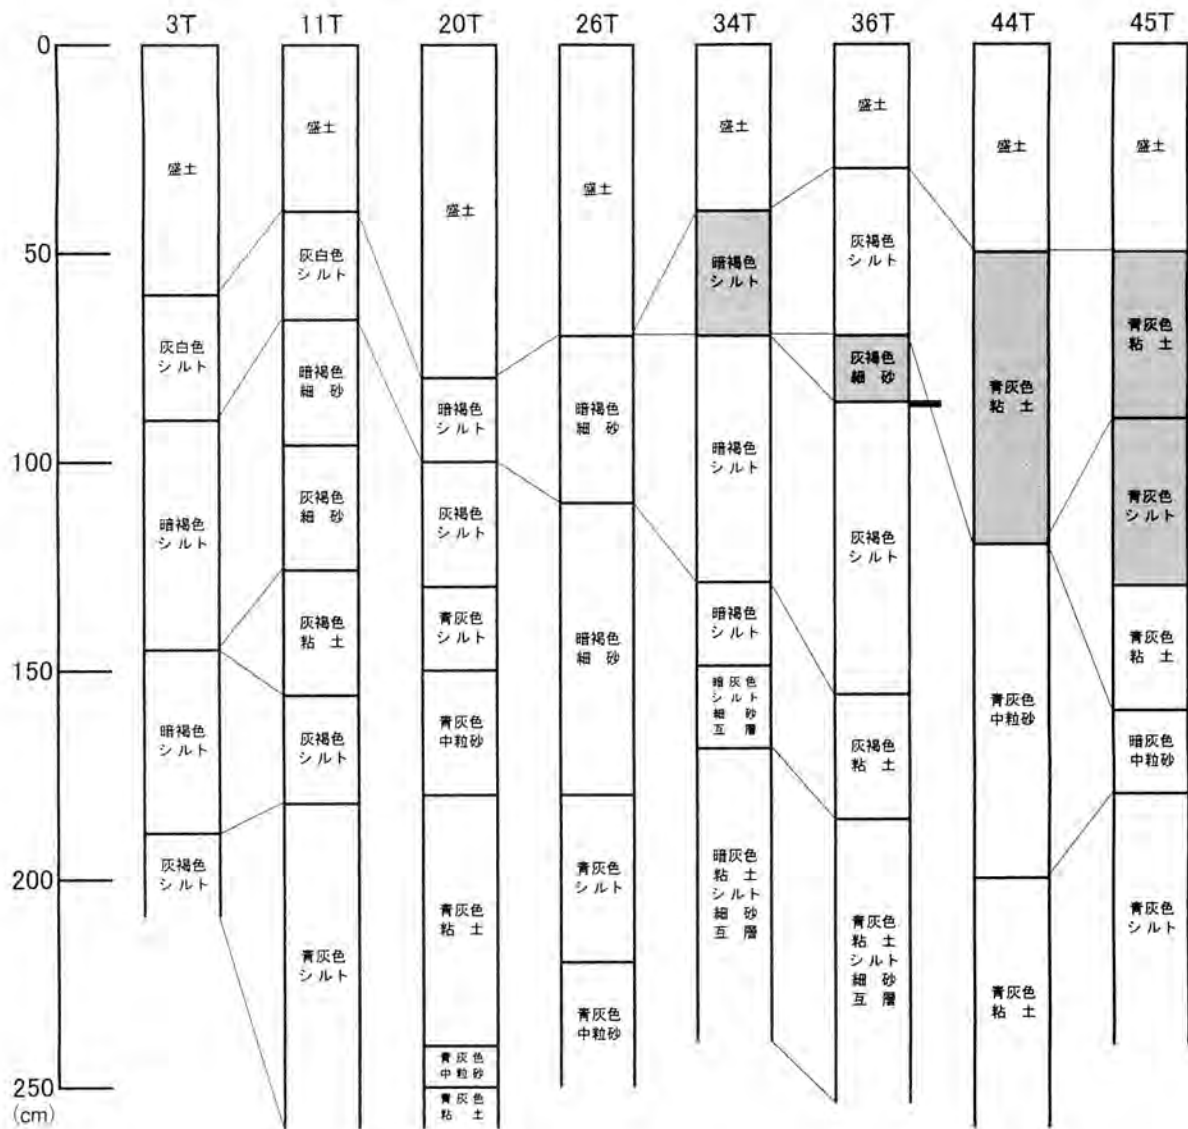 3T
11T
20T
26T
34T
36T
44T
45T
0
50
100
150
200
250
(cm)
盛土
灰白色
シルト
暗褐色
シルト
暗褐色
シルト
灰褐色
シルト
盛土
灰白色
シルト
暗褐色
細 砂
灰褐色
細 砂
灰褐色
粘 土
灰褐色
シルト
青灰色
シルト
盛土
暗褐色
シルト
灰褐色
シルト
青灰色
シルト
青灰色
中粒砂
青灰色
粘 土
青灰色
中粒砂
青灰色
粘 土
盛土
暗褐色
細 砂
暗褐色
細 砂
青灰色
シルト
青灰色
中粒砂
盛土
暗褐色
シルト
暗褐色
シルト
暗褐色
シルト
暗灰色
シルト
細 砂
互 層
暗灰色
粘 土
シルト
細 砂
互 層
盛土
灰褐色
シルト
灰褐色
細 砂
灰褐色
シルト
灰褐色
粘 土
青灰色
粘 土
シルト
細 砂
互 層
盛土
青灰色
粘 土
青灰色
中粒砂
青灰色
粘 土
盛土
青灰色
粘 土
青灰色
シルト
青灰色
粘 土
暗灰色
中粒砂
青灰色
シルト